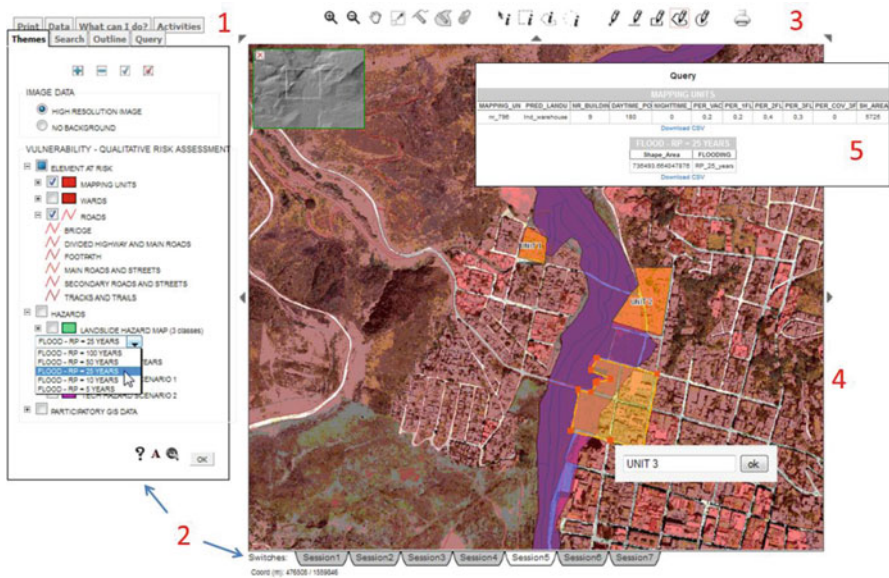 Print Data What can I do? Activities
1
Themes Search Outline Query
IMAGE DATA
HIGH RESOLUTION IMAGE
NO BACKGROUND
VULNERABILITY - QUALITATIVE RISK ASSESSMENT
ELEMENT AT RISK
MAPPING UNITS
WARDS
ROADS
BRIDGE
DIVIDED HIGHWAY AND MAIN ROADS
FOOTPATH
MAIN ROADS AND STREETS
SECONDARY ROADS AND STREETS
TRACKS AND TRAILS
HAZARDS
LANDSLIDE HAZARD MAP (3 classes)
FLOOD - RP = 25 YEARS
FLOOD - RP = 100 YEARS
FLOOD - RP = 50 YEARS
YEARS
FLOOD - RP = 25 YEARS
FLOOD - RP = 10 YEARS
SCENARIO 1
FLOOD - RP = 5 YEARS
TECH HAZARD SCENARIO 2
PARTICIPATORY GIS DATA
? A
OK
2
3
Query
MAPPING UNITS
MAPPING_UN PRED_LANDU NR_BUILDIN DAYTIME_PO NIGHTTIME_ PER_VAC PER_1FL PER_2FL PER_3FL PER_COV_3F SH_AREA
Ind_warehouse 9 180 0 0,2 0,2 0,4 0,3 0 5725
Download CSV
FLOOD - RP = 25 YEARS
Shape_Area FLOODING
RP_25_years
Download CSV
5
UNIT 2
4
UNIT 3 ok
Switches: Session1 Session2 Session3 Session4 Session5 Session6 Session7